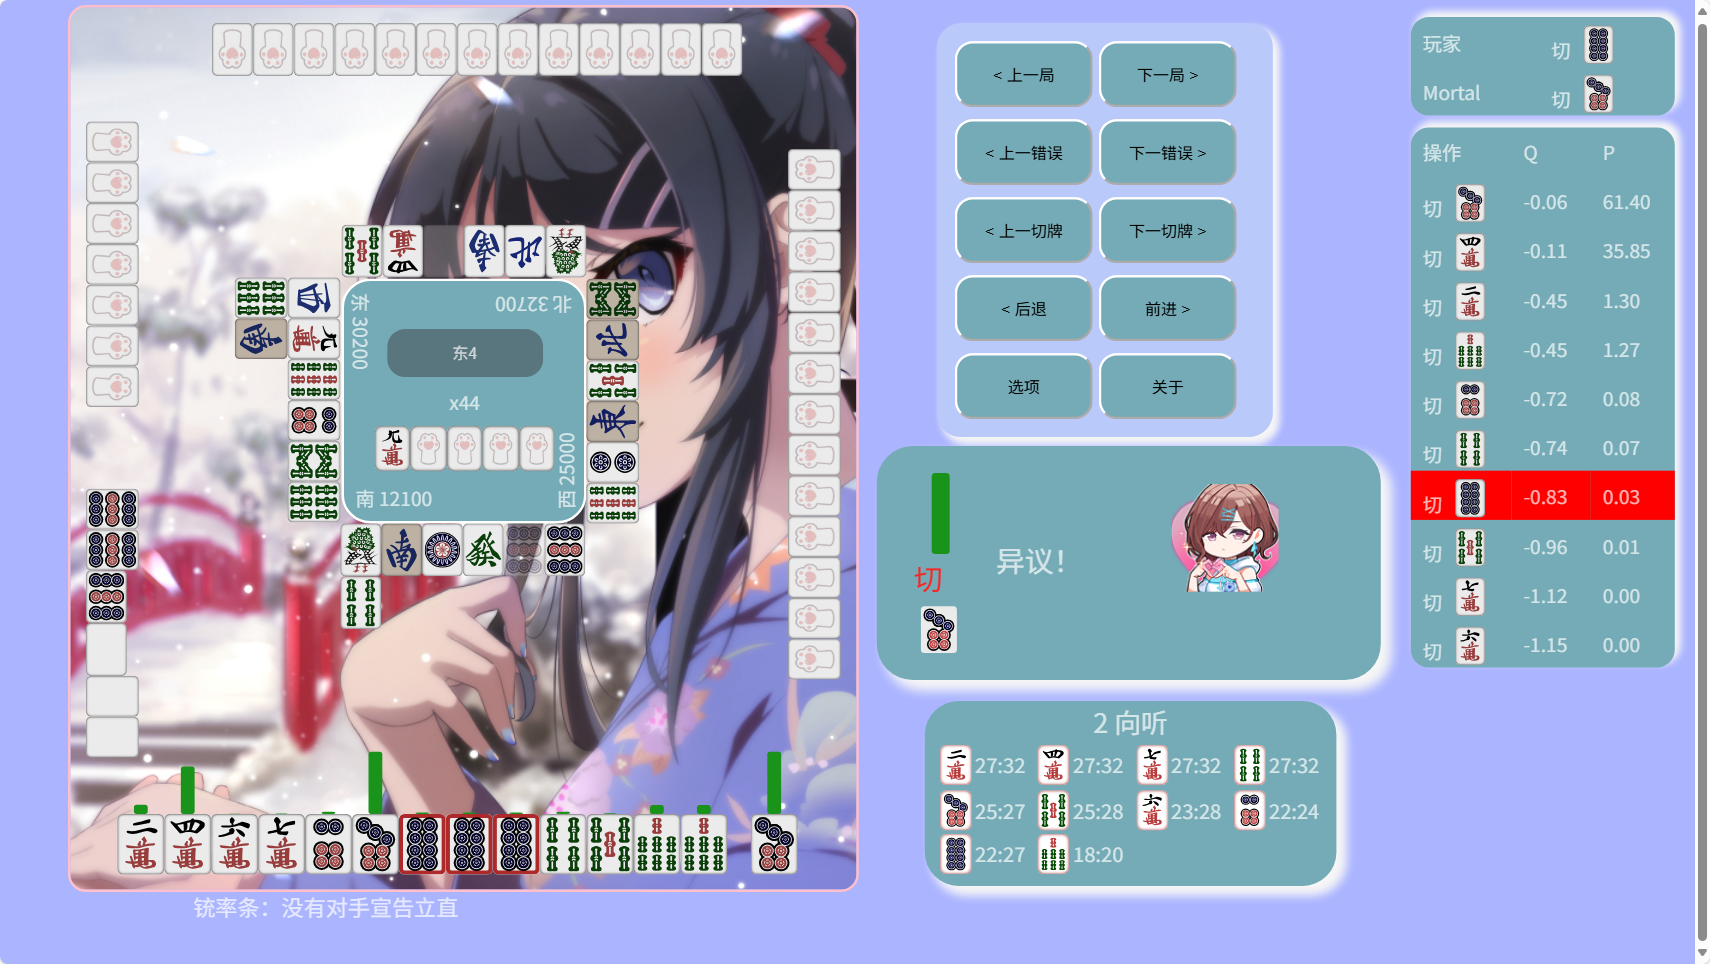 东 30200
北 32700
东4
x44
南 12100
西 25000
銃率条：没有对手宣告立直
< 上一局
下一局 >
< 上一错误
下一错误 >
< 上一切牌
下一切牌 >
< 后退
前进 >
选项
关于
切
异议！
2 向听
27:32
27:32
27:32
27:32
25:27
25:28
23:28
22:24
22:27
18:20
玩家 切
Mortal 切
操作 Q P
切 -0.06 61.40
切 -0.11 35.85
切 -0.45 1.30
切 -0.45 1.27
切 -0.72 0.08
切 -0.74 0.07
切 -0.83 0.03
切 -0.96 0.01
切 -1.12 0.00
切 -1.15 0.00